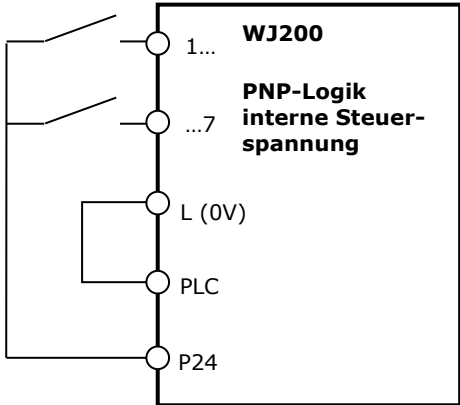 WJ200
1...
PNP-Logik
interne Steuer-
spannung
...7
L (0V)
PLC
P24